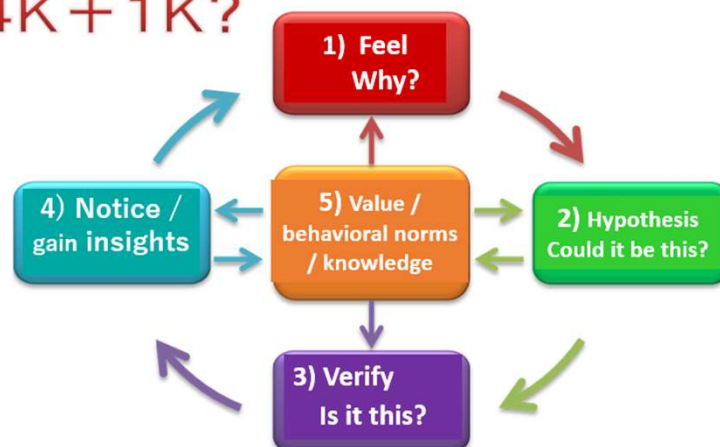 4K＋1K?
1) Feel
Why?
2) Hypothesis
Could it be this?
3) Verify
Is it this?
4) Notice /
gain insights
5) Value /
behavioral norms
/ knowledge